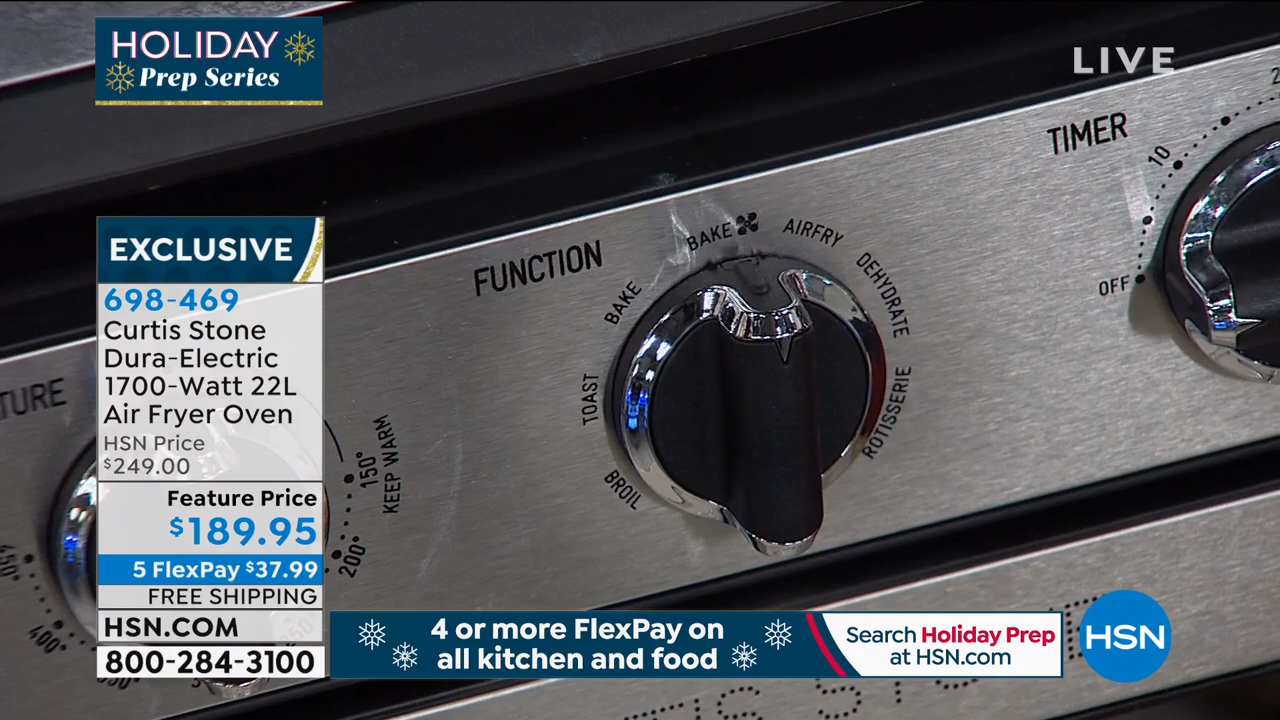 HOLIDAY
Prep Series
LIVE
EXCLUSIVE
698-469
Curtis Stone
Dura-Electric
1700-Watt 22L
Air Fryer Oven
HSN Price
$249.00
Feature Price
$189.95
5 FlexPay $37.99
FREE SHIPPING
HSN.COM
800-284-3100
TURE
150°
KEEP WARM
200°
450°
400°
FUNCTION
BROIL
TOAST
BAKE
BAKE
AIRFRY
DEHYDRATE
ROTISSERIE
TIMER
OFF
10
4 or more FlexPay on
all kitchen and food
Search Holiday Prep
at HSN.com
HSN